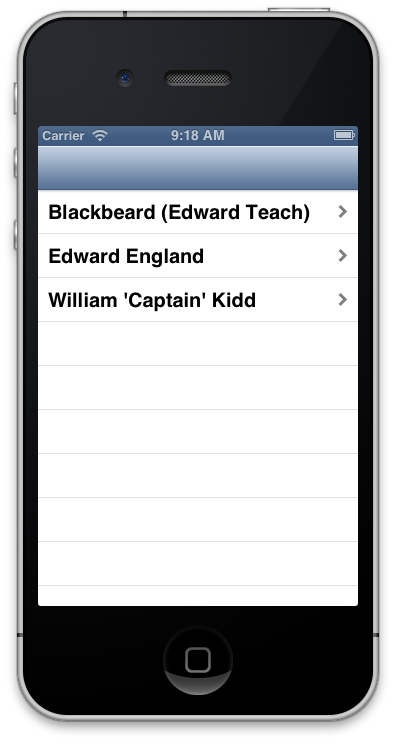 Carrier 9:18 AM
Blackbeard (Edward Teach)
Edward England
William 'Captain' Kidd